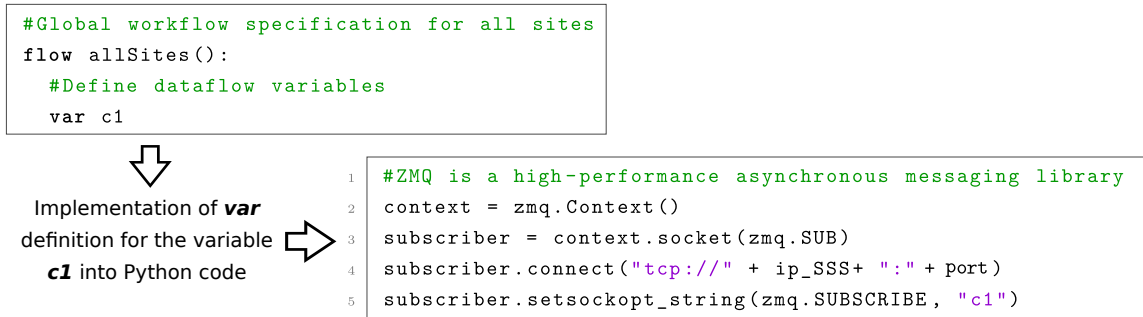 #Global workflow specification for all sites
flow allSites():
#Define dataflow variables
var c1
Implementation of var
definition for the variable
c1 into Python code
1 #ZMQ is a high-performance asynchronous messaging library
2 context = zmq.Context()
3 subscriber = context.socket(zmq.SUB)
4 subscriber.connect("tcp://" + ip_SSS+ ":" + port)
5 subscriber.setsockopt_string(zmq.SUBSCRIBE, "c1")